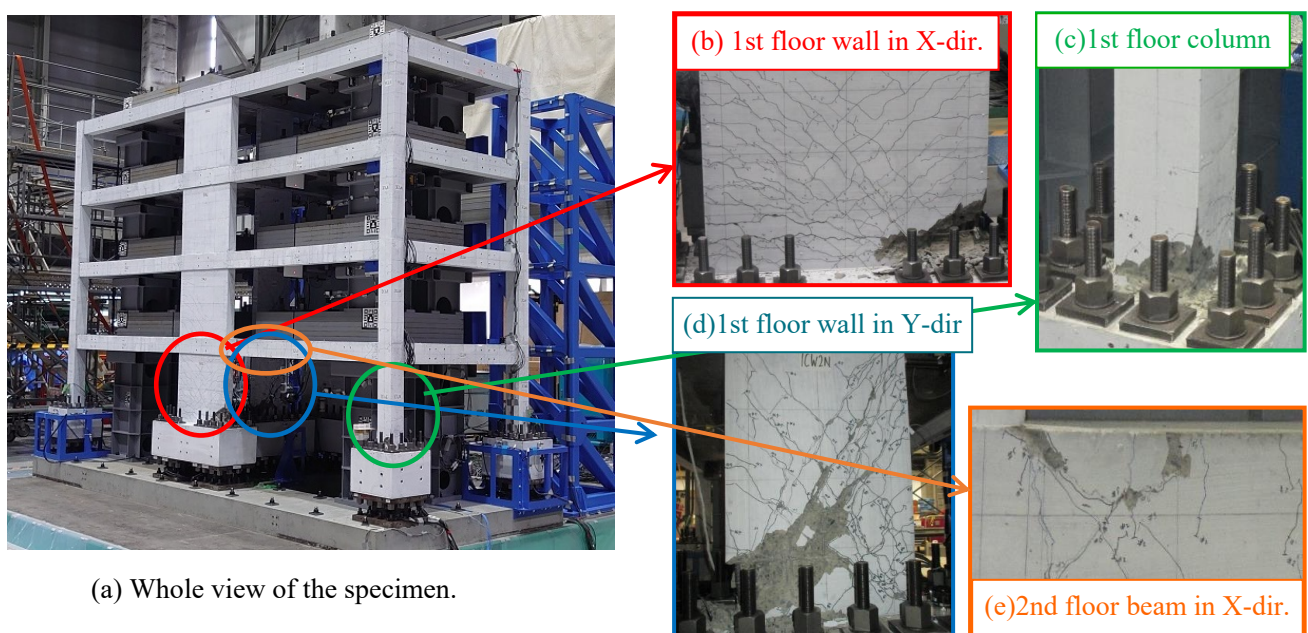 (b) 1st floor wall in X-dir.
(c)1st floor column
(d)1st floor wall in Y-dir
1CW2N
(e)2nd floor beam in X-dir.
(a) Whole view of the specimen.